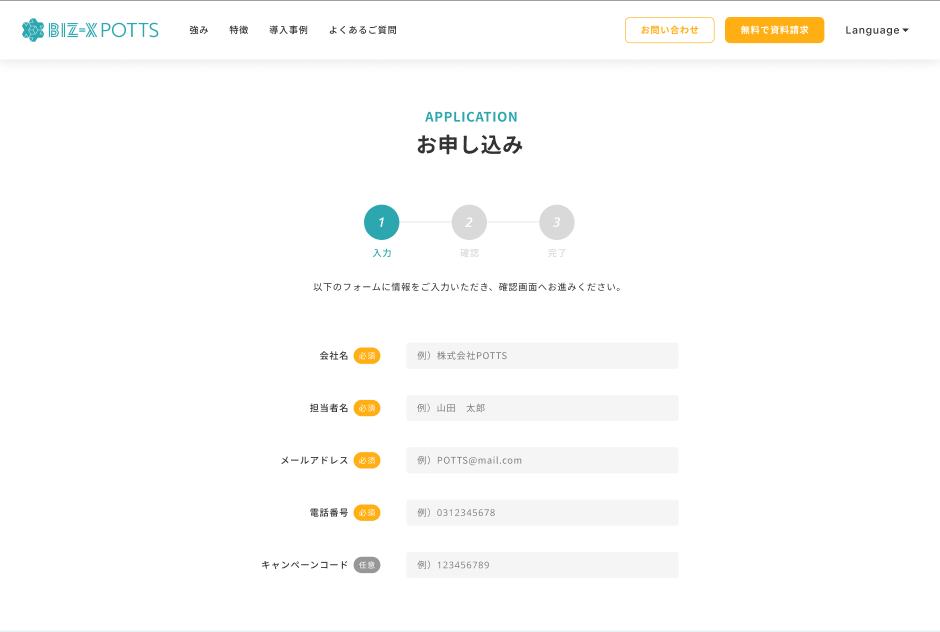 BIZ-X POTTS 強み 特徴 導入事例 よくあるご質問 お問い合わせ 無料で資料請求 Language
APPLICATION
お申し込み
1 2 3
入力 確認 完了
以下のフォームに情報をご入力いただき、確認画面へお進みください。
会社名 必須 例）株式会社POTTS
担当者名 必須 例）山田　太郎
メールアドレス 必須 例）POTTS@mail.com
電話番号 必須 例）0312345678
キャンペーンコード 任意 例）123456789